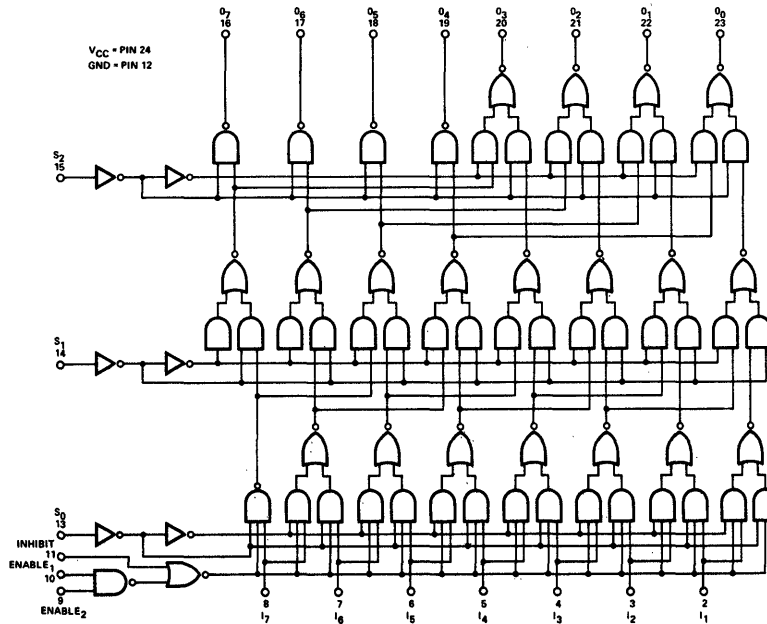 O7 O6 O5 O4 O3 O2 O1 O0
16 17 18 19 20 21 22 23
VCC = PIN 24
GND = PIN 12
S2
15
S1
14
S0
13
INHIBIT
11
ENABLE1
10
9
ENABLE2
8 7 6 5 4 3 2
I7 I6 I5 I4 I3 I2 I1